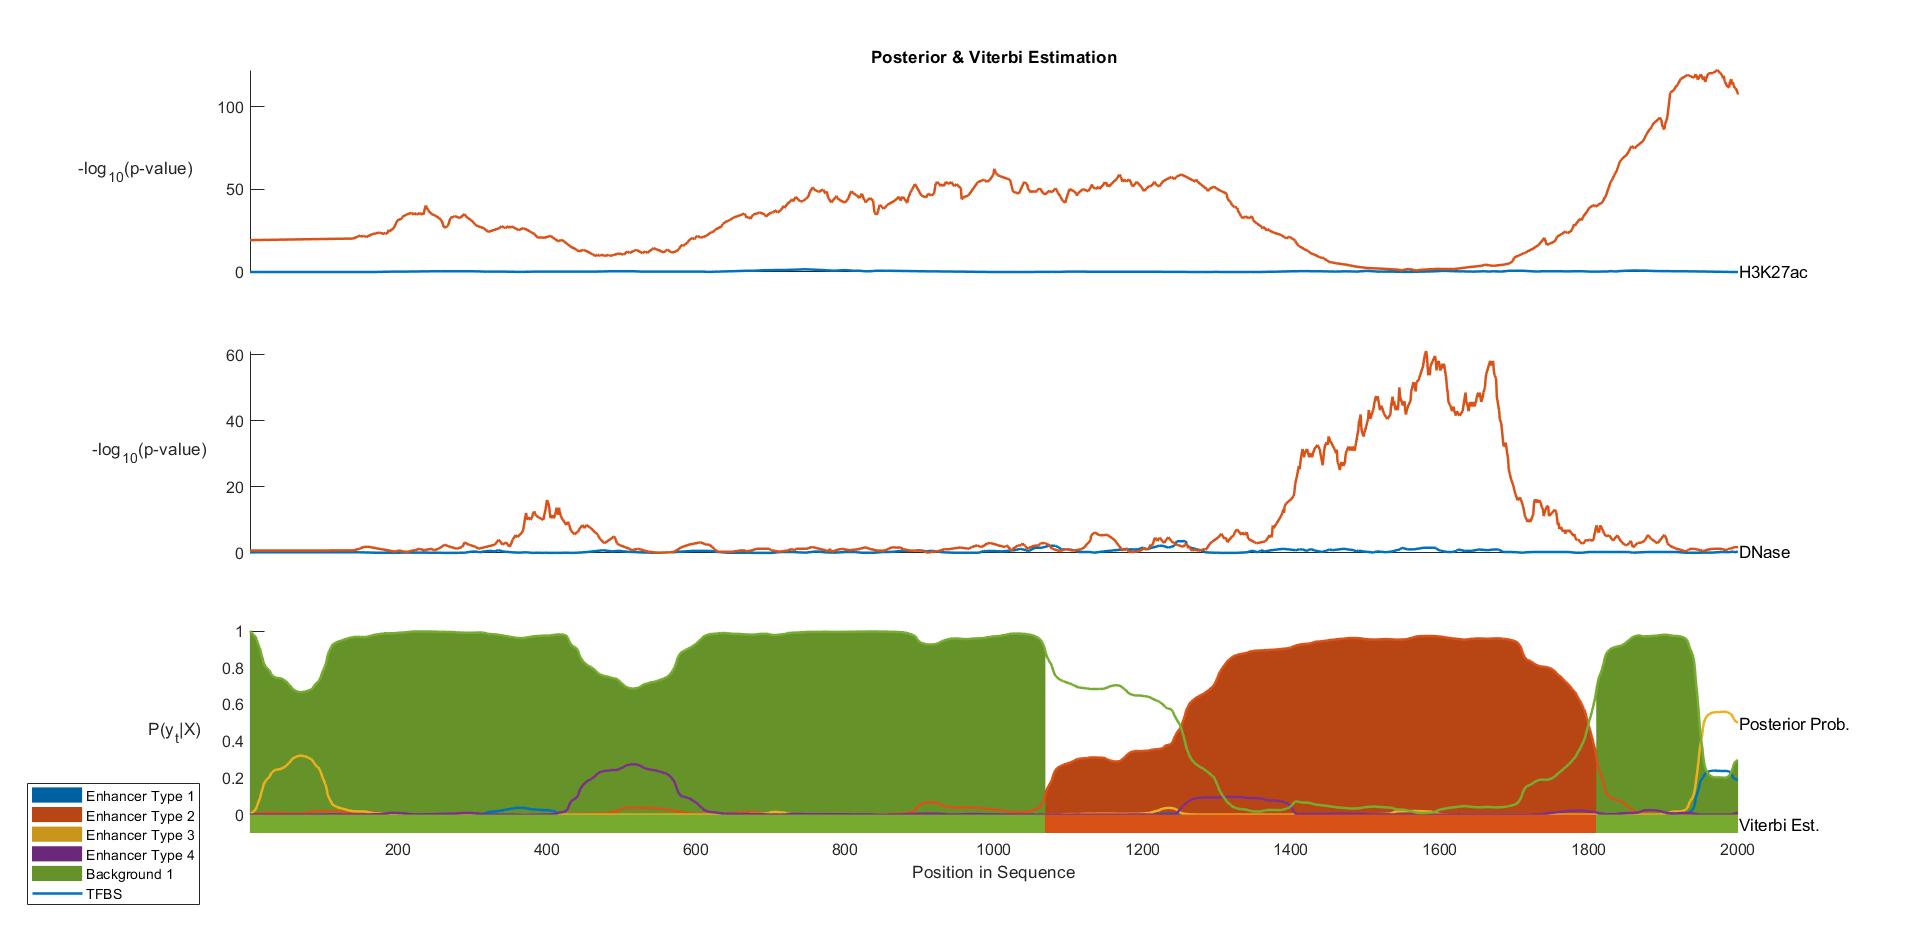 Posterior & Viterbi Estimation
100
50
0
-log10(p-value)
H3K27ac
60
40
20
0
-log10(p-value)
DNase
1
0.8
0.6
0.4
0.2
0
P(yt|X)
Posterior Prob.
Viterbi Est.
200 400 600 800 1000 1200 1400 1600 1800 2000
Position in Sequence
Enhancer Type 1
Enhancer Type 2
Enhancer Type 3
Enhancer Type 4
Background 1
TFBS